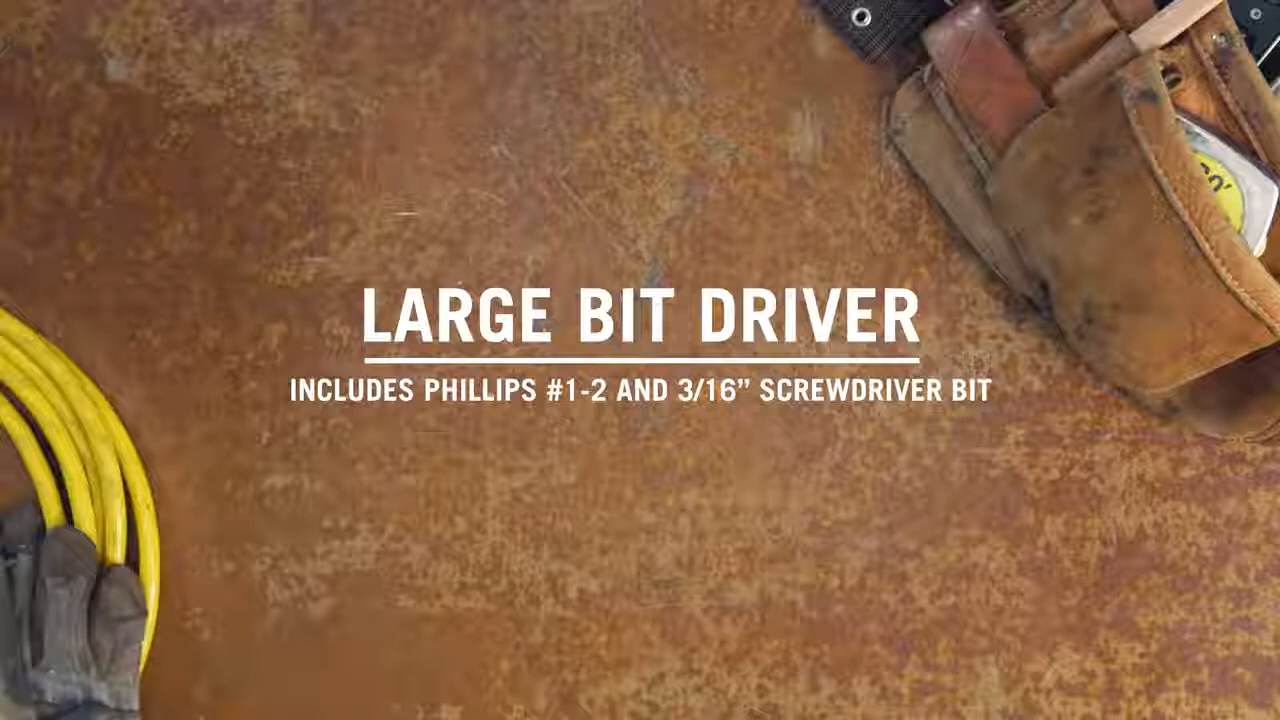 LARGE BIT DRIVER
INCLUDES PHILLIPS #1-2 AND 3/16” SCREWDRIVER BIT